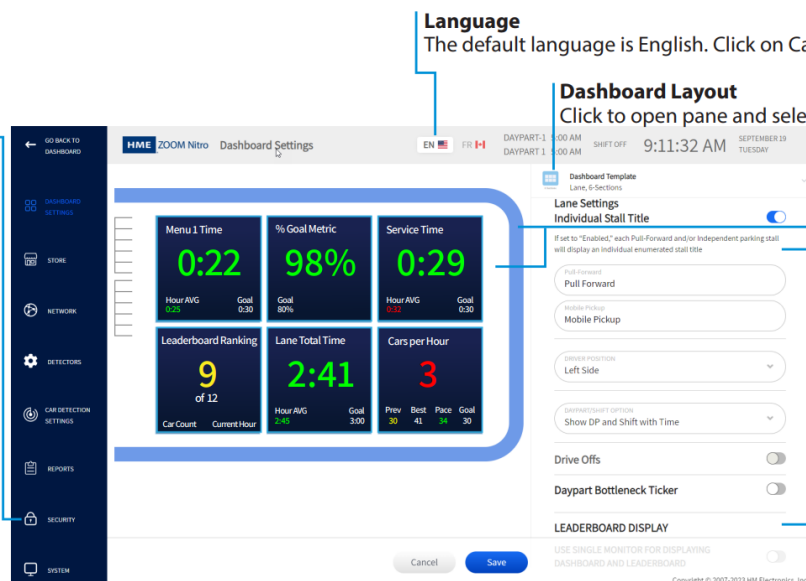 Language
The default language is English. Click on Ca
Dashboard Layout
Click to open pane and sele
GO BACK TO
DASHBOARD
HME ZOOM Nitro Dashboard Settings
EN FR
DAYPART-1 5:00 AM
DAYPART 1 5:00 AM
SHIFT OFF
9:11:32 AM
SEPTEMBER 19
TUESDAY
DASHBOARD
SETTINGS
STORE
NETWORK
DETECTORS
CAR DETECTION
SETTINGS
REPORTS
SECURITY
SYSTEM
Menu 1 Time
0:22
Hour AVG Goal
0:25 0:30
% Goal Metric
98%
Goal
80%
Service Time
0:29
Hour AVG Goal
0:32 0:30
Leaderboard Ranking
9
of 12
Car Count Current Hour
Lane Total Time
2:41
Hour AVG Goal
2:45 3:00
Cars per Hour
3
Prev Best Pace Goal
30 41 34 30
Dashboard Template
Lane, 6-Sections
Lane Settings
Individual Stall Title
If set to "Enabled," each Pull-Forward and/or Independent parking stall
will display an individual enumerated stall title
Pull-Forward
Pull Forward
Mobile Pickup
Mobile Pickup
DRIVER POSITION
Left Side
DAYPART/SHIFT OPTION
Show DP and Shift with Time
Drive Offs
Daypart Bottleneck Ticker
LEADERBOARD DISPLAY
USE SINGLE MONITOR FOR DISPLAYING
DASHBOARD AND LEADERBOARD
Cancel Save
Copyright © 2007-2023 HM Electronics, Inc